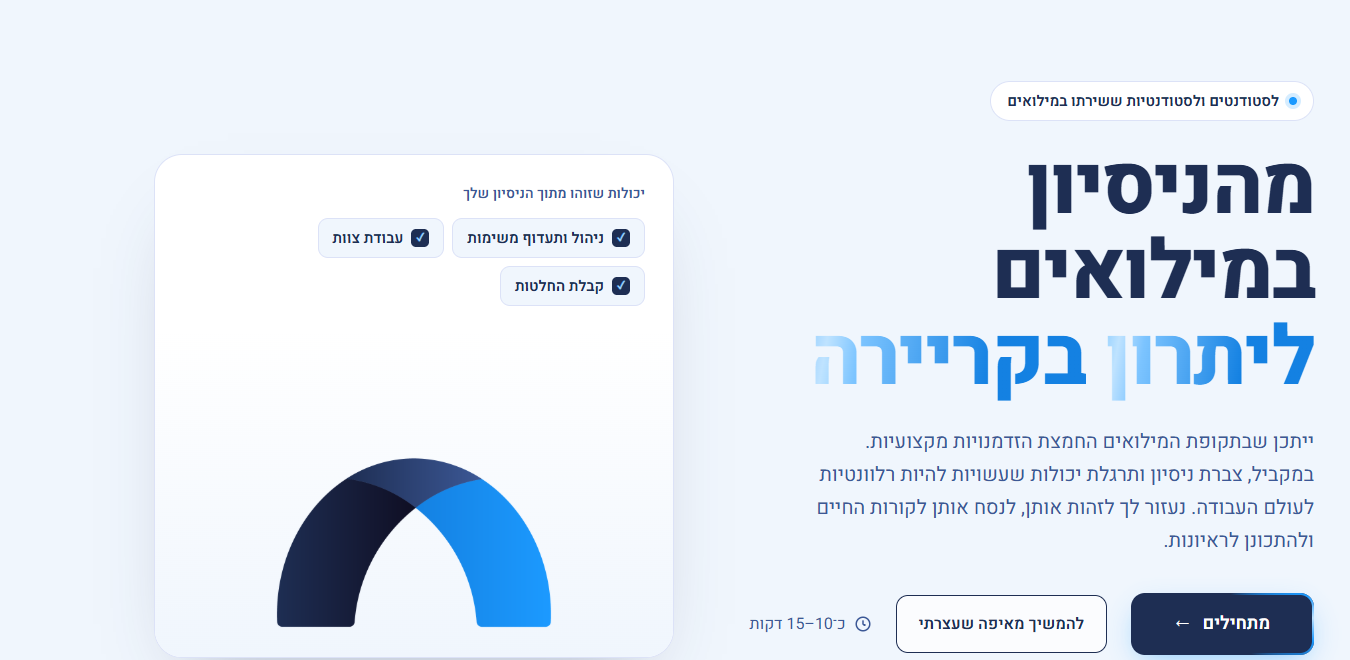 לסטודנטים ולסטודנטיות ששירתו במילואים
מהניסיון
במילואים
ליתרון בקריירה
ייתכן שבתקופת המילואים החמצת הזדמנויות מקצועיות.
במקביל, צברת ניסיון ותרגלת יכולות שעשויות להיות רלוונטיות
לעולם העבודה. נעזור לך לזהות אותן, לנסח אותן לקורות החיים
ולהתכונן לראיונות.
מתחילים ←
להמשיך מאיפה שעצרתי
כ־10–15 דקות
יכולות שזוהו מתוך הניסיון שלך
ניהול ותעדוף משימות
עבודת צוות
קבלת החלטות